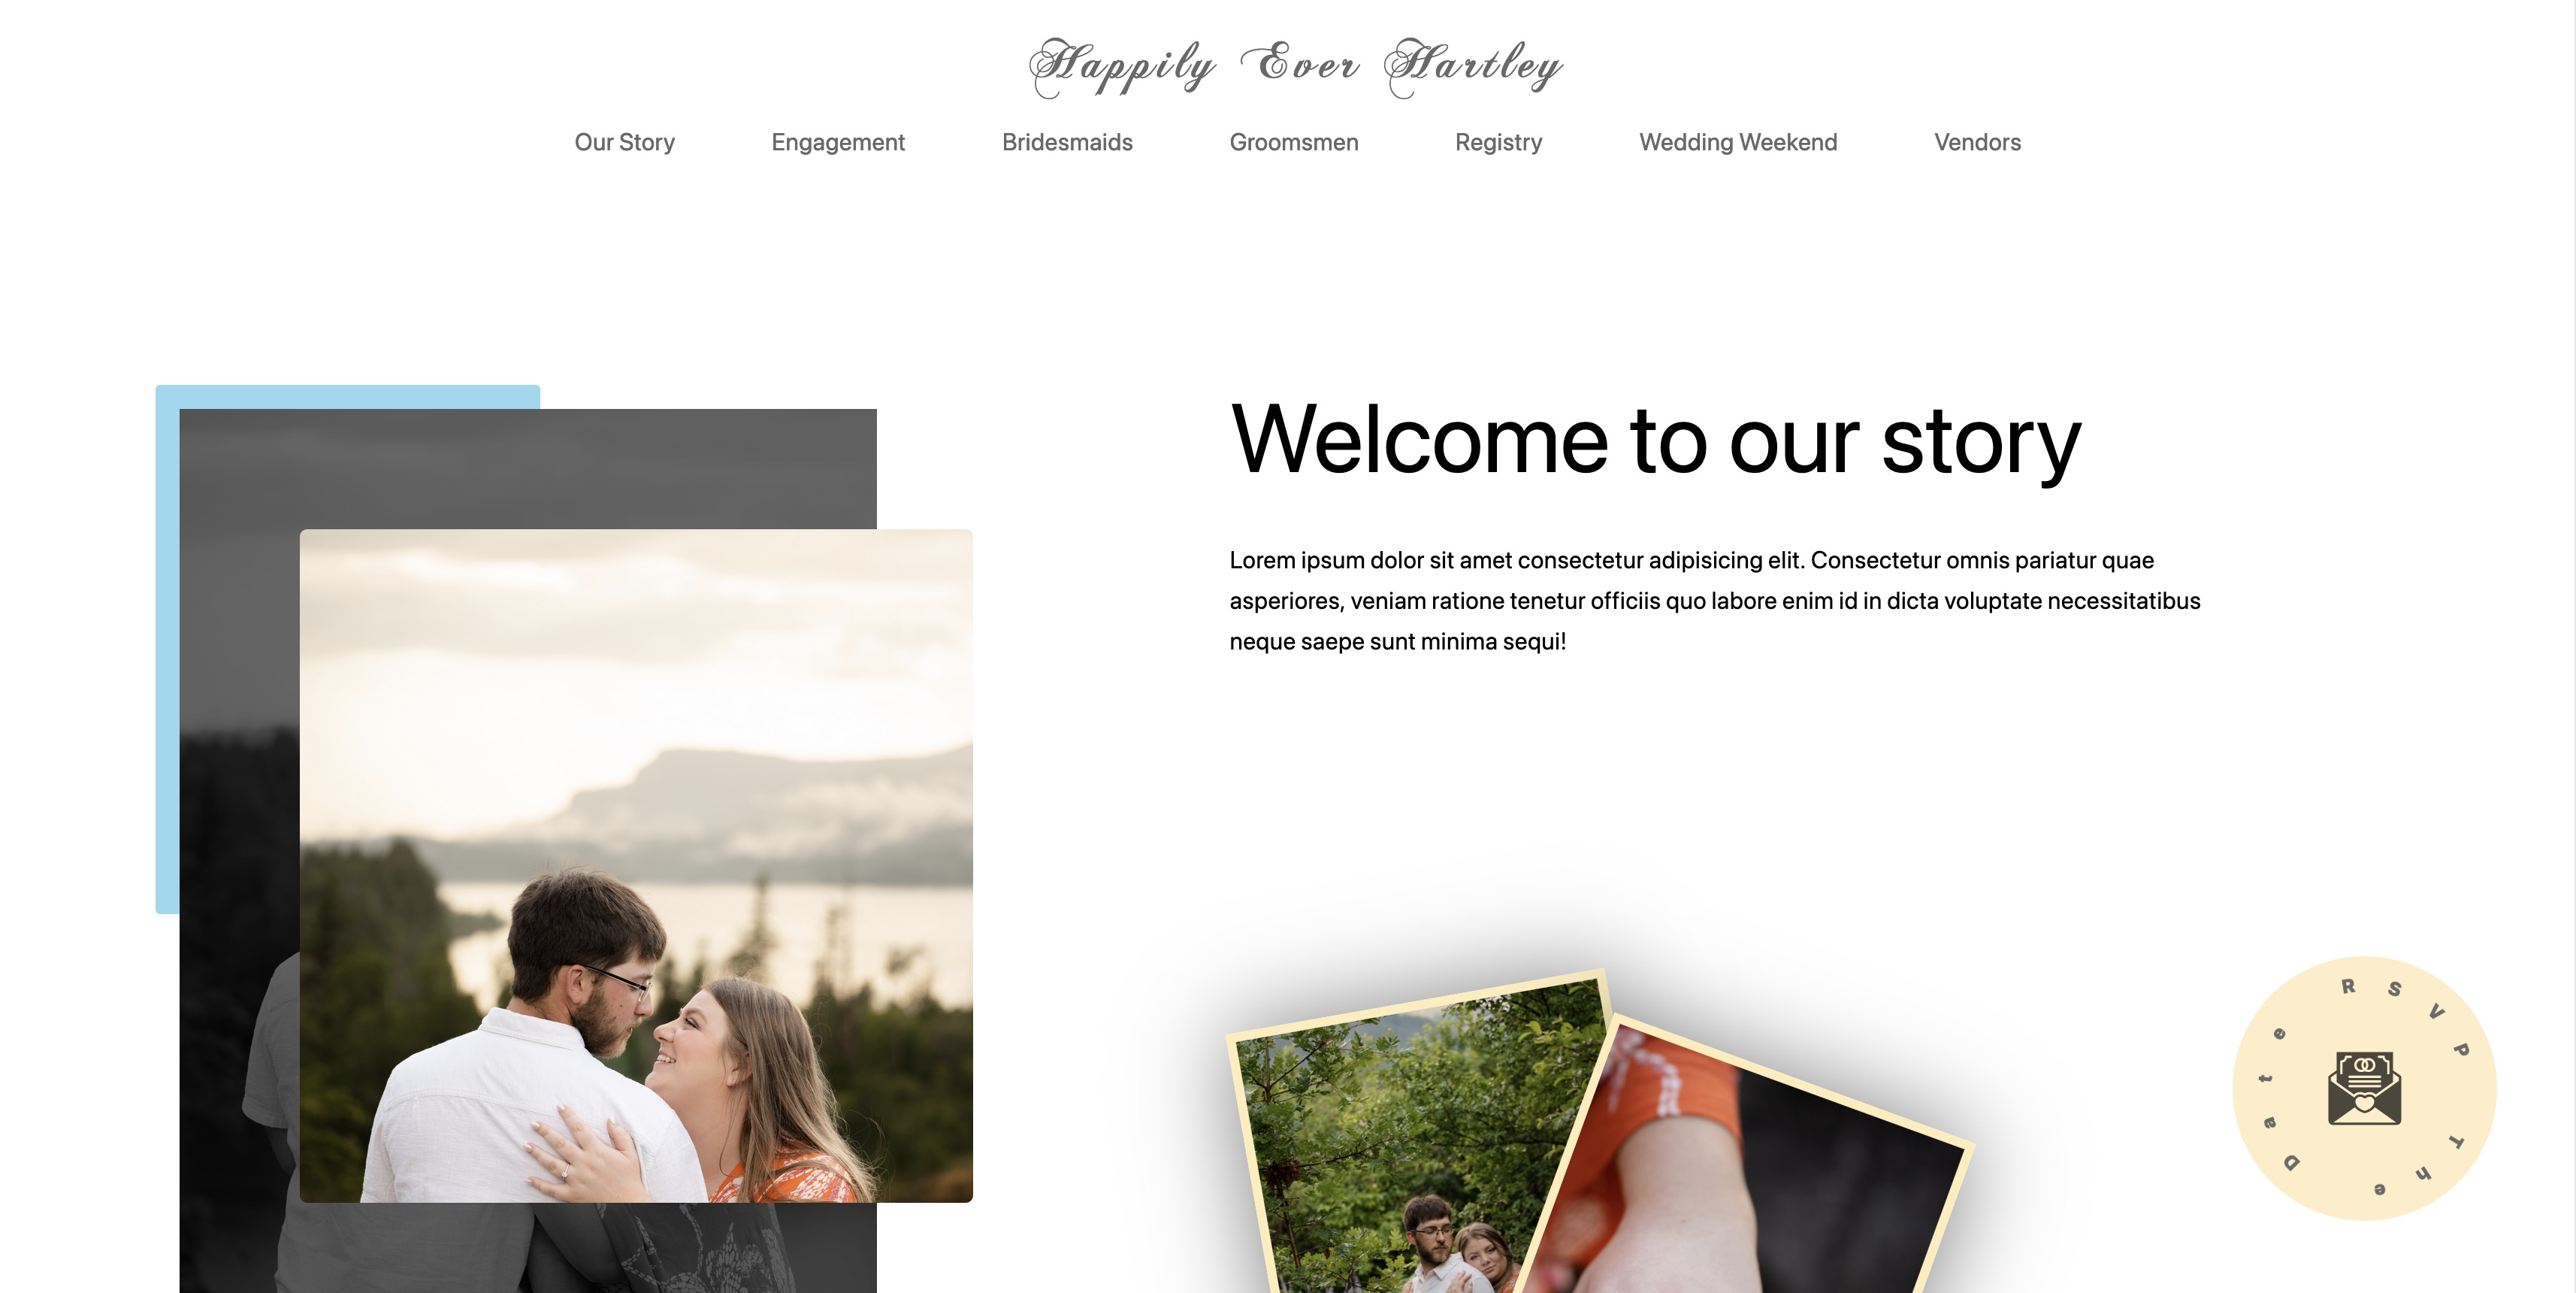 Happily Ever Hartley
Our Story Engagement Bridesmaids Groomsmen Registry Wedding Weekend Vendors
Welcome to our story
Lorem ipsum dolor sit amet consectetur adipisicing elit. Consectetur omnis pariatur quae
asperiores, veniam ratione tenetur officiis quo labore enim id in dicta voluptate necessitatibus
neque saepe sunt minima sequi!
RSVP The Date